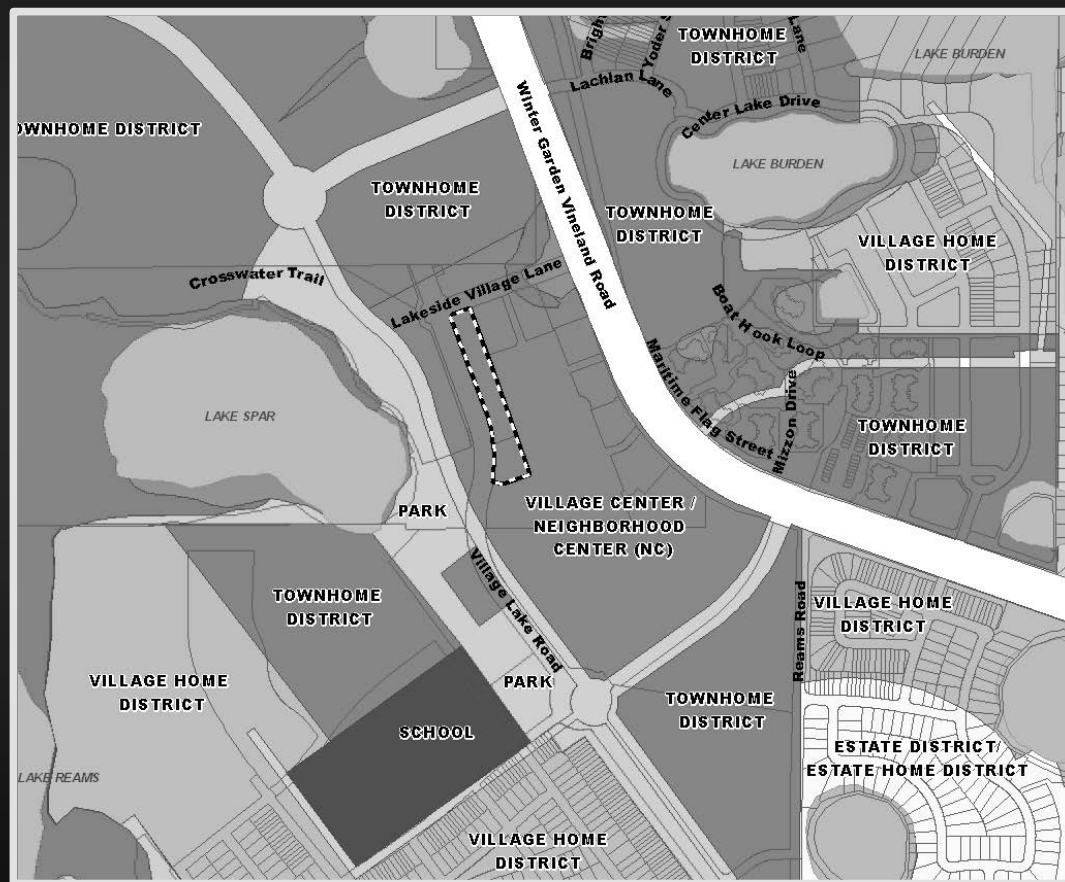 TOWNHOME
DISTRICT
LAKE BURDEN
Yoder
Lane
Lachlan Lane
Center Lake Drive
OWNHOME DISTRICT
Winter Garden Vineland Road
LAKE BURDEN
TOWNHOME
DISTRICT
TOWNHOME
DISTRICT
VILLAGE HOME
DISTRICT
Crosswater Trail
Lakeside Village Lane
Boat Hook Loop
Maritime Flag Street
Mizzon Drive
LAKE SPAR
TOWNHOME
DISTRICT
PARK
VILLAGE CENTER /
NEIGHBORHOOD
CENTER (NC)
Village Lake Road
TOWNHOME
DISTRICT
Reams Road
VILLAGE HOME
DISTRICT
VILLAGE HOME
DISTRICT
PARK
TOWNHOME
DISTRICT
SCHOOL
ESTATE DISTRICT/
ESTATE HOME DISTRICT
LAKE REAMS
VILLAGE HOME
DISTRICT